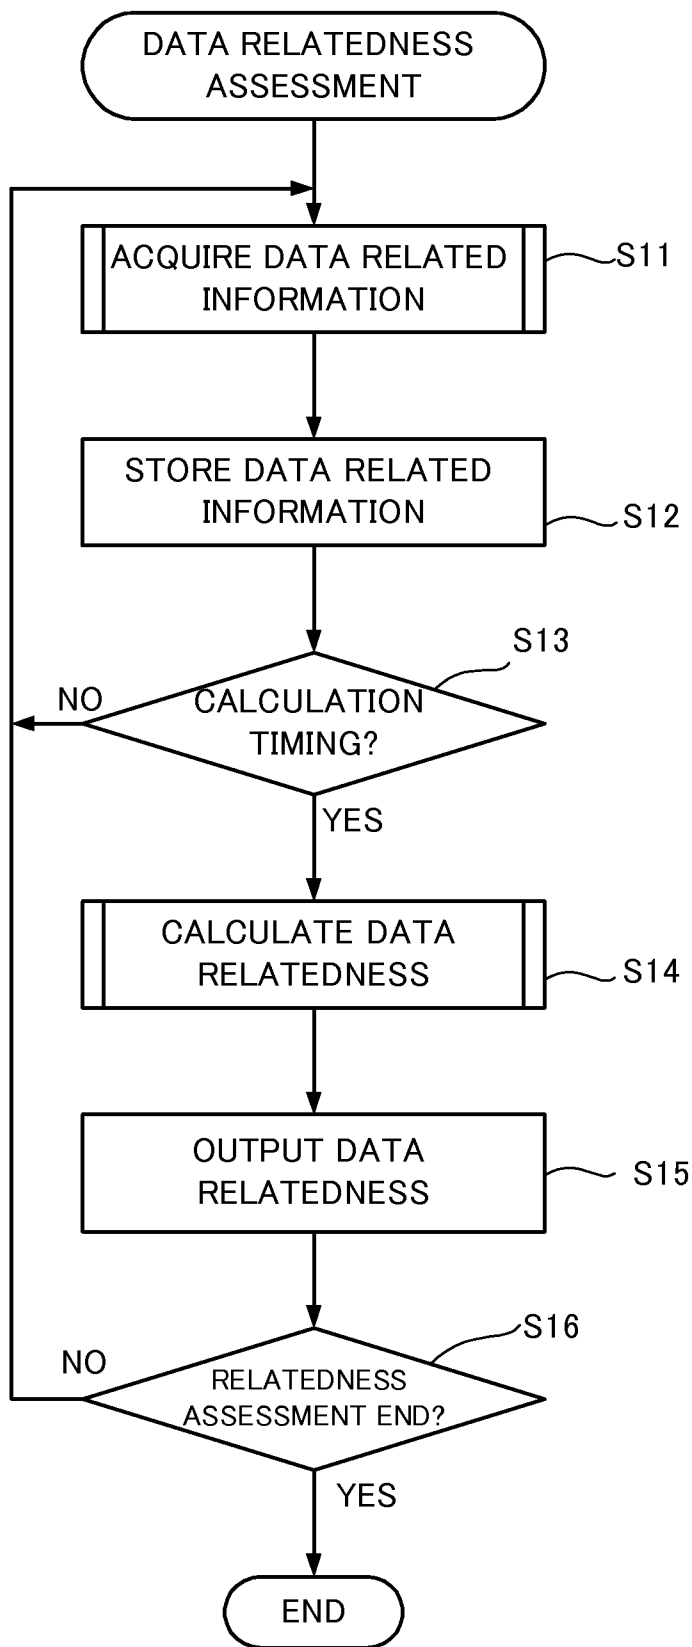 DATA RELATEDNESS
ASSESSMENT
ACQUIRE DATA RELATED
INFORMATION
S11
STORE DATA RELATED
INFORMATION
S12
S13
NO
CALCULATION
TIMING?
YES
CALCULATE DATA
RELATEDNESS
S14
OUTPUT DATA
RELATEDNESS
S15
S16
NO
RELATEDNESS
ASSESSMENT END?
YES
END